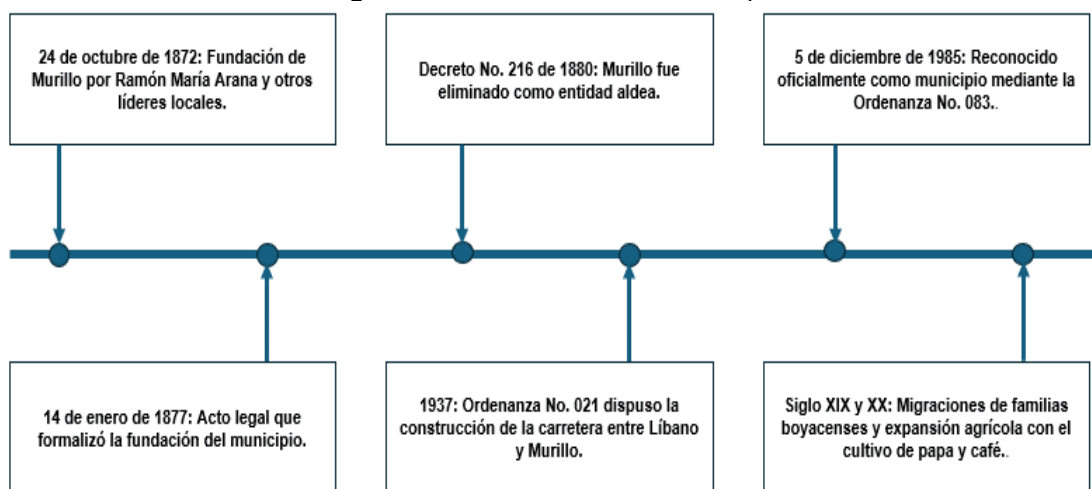 24 de octubre de 1872: Fundación de
Murillo por Ramón María Arana y otros
líderes locales.
Decreto No. 216 de 1880: Murillo fue
eliminado como entidad aldea.
5 de diciembre de 1985: Reconocido
oficialmente como municipio mediante la
Ordenanza No. 083..
14 de enero de 1877: Acto legal que
formalizó la fundación del municipio.
1937: Ordenanza No. 021 dispuso la
construcción de la carretera entre Líbano
y Murillo.
Siglo XIX y XX: Migraciones de familias
boyacenses y expansión agrícola con el
cultivo de papa y café..